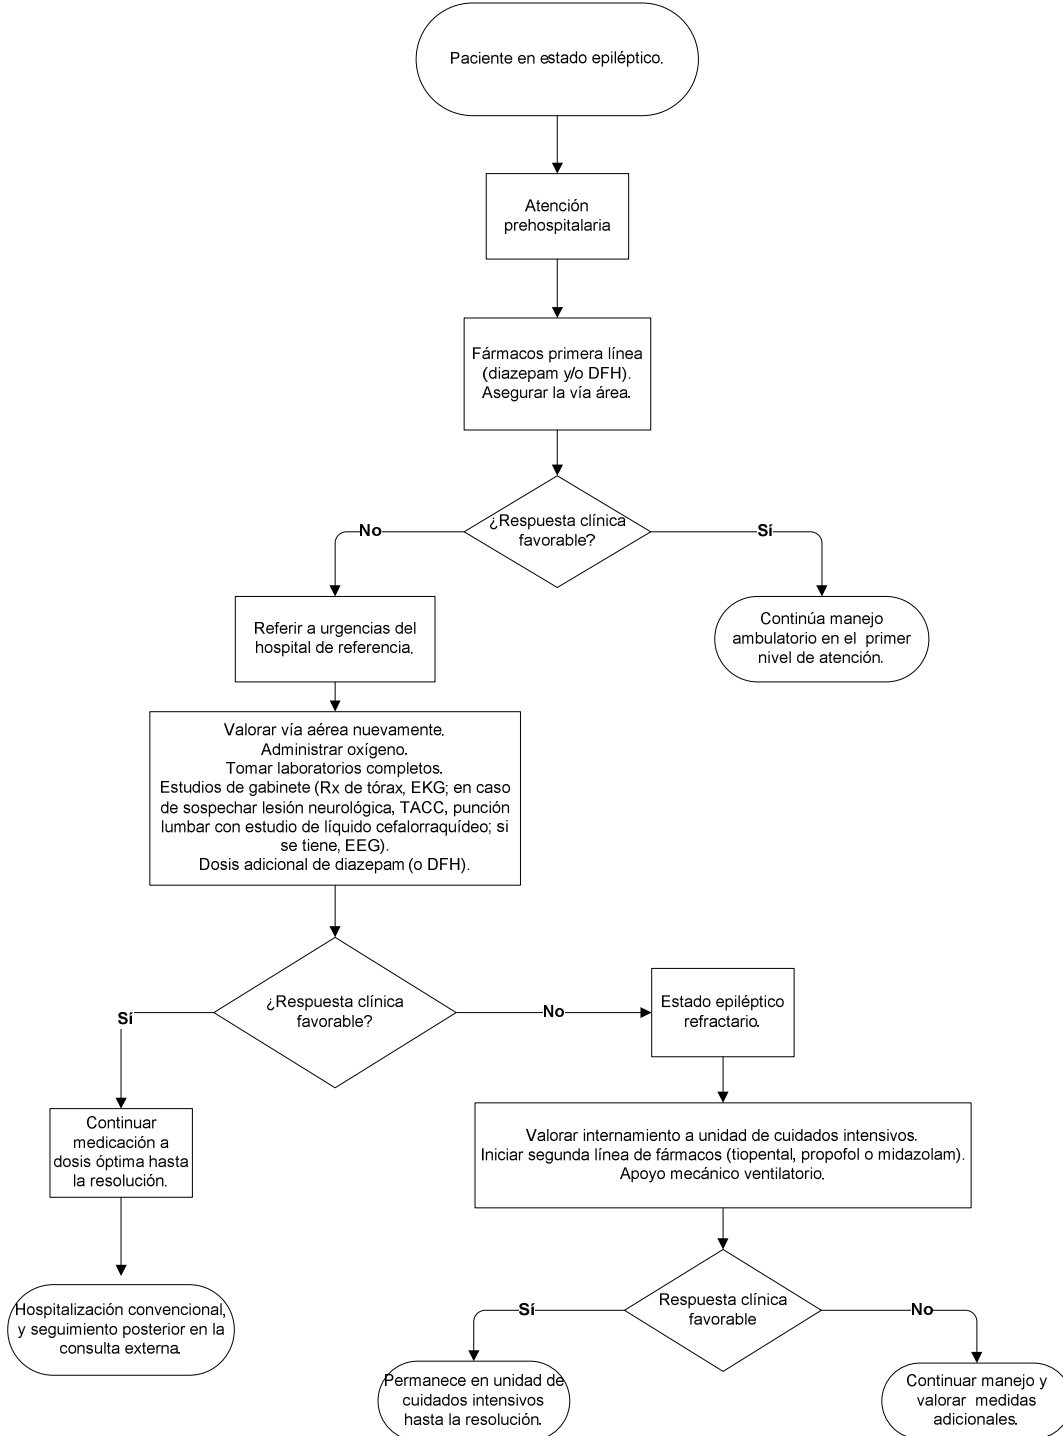 Paciente en estado epiléptico.
Atención
prehospitalaria
Fármacos primera línea
(diazepam y/o DFH).
Asegurar la vía área.
¿Respuesta clínica
favorable?
No
Sí
Referir a urgencias del
hospital de referencia.
Continúa manejo
ambulatorio en el primer
nivel de atención.
Valorar vía aérea nuevamente.
Administrar oxígeno.
Tomar laboratorios completos.
Estudios de gabinete (Rx de tórax, EKG; en caso
de sospechar lesión neurológica, TACC, punción
lumbar con estudio de líquido cefalorraquídeo; si
se tiene, EEG).
Dosis adicional de diazepam (o DFH).
¿Respuesta clínica
favorable?
Sí
No
Estado epiléptico
refractario.
Continuar
medicación a
dosis óptima hasta
la resolución.
Valorar internamiento a unidad de cuidados intensivos.
Iniciar segunda línea de fármacos (tiopental, propofol o midazolam).
Apoyo mecánico ventilatorio.
Hospitalización convencional,
y seguimiento posterior en la
consulta externa.
Respuesta clínica
favorable
Sí
No
Permanece en unidad de
cuidados intensivos
hasta la resolución.
Continuar manejo y
valorar medidas
adicionales.